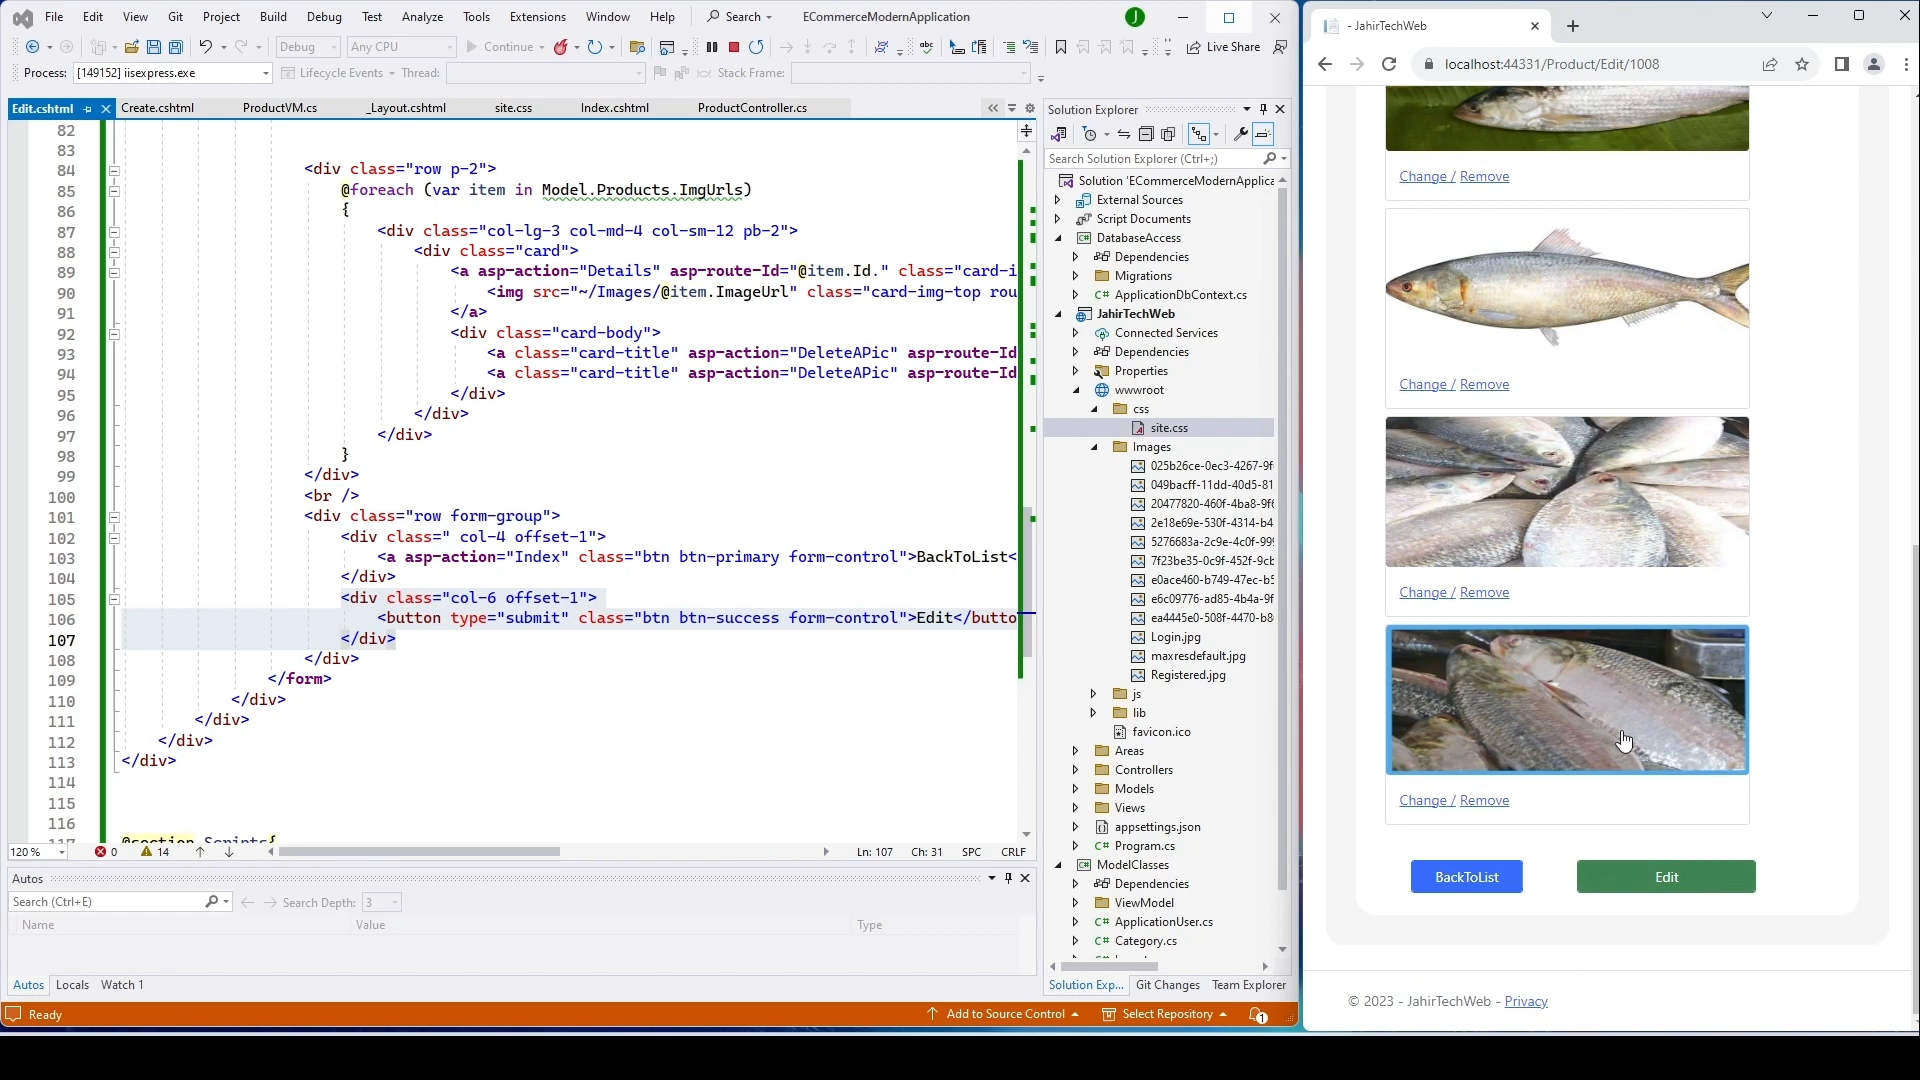 File Edit View Git Project Build Debug Test Analyze Tools Extensions Window Help Search ECommerceModernApplication J
Debug Any CPU Continue Live Share
Process: [149152] iisexpress.exe Lifecycle Events Thread: Stack Frame:
Edit.cshtml Create.cshtml ProductVM.cs _Layout.cshtml site.css Index.cshtml ProductController.cs
82
83
84 <div class="row p-2">
85 @foreach (var item in Model.Products.ImgUrls)
86 {
87 <div class="col-lg-3 col-md-4 col-sm-12 pb-2">
88 <div class="card">
89 <a asp-action="Details" asp-route-Id="@item.Id." class="card-i
90 <img src="~/Images/@item.ImageUrl" class="card-img-top rou
91 </a>
92 <div class="card-body">
93 <a class="card-title" asp-action="DeleteAPic" asp-route-Id
94 <a class="card-title" asp-action="DeleteAPic" asp-route-Id
95 </div>
96 </div>
97 </div>
98 }
99 </div>
100 <br />
101 <div class="row form-group">
102 <div class=" col-4 offset-1">
103 <a asp-action="Index" class="btn btn-primary form-control">BackToList<
104 </div>
105 <div class="col-6 offset-1">
106 <button type="submit" class="btn btn-success form-control">Edit</butto
107 </div>
108 </div>
109 </form>
110 </div>
111 </div>
112 </div>
113 </div>
114
115
116
117 @section Scripts{
120 % 0 14 Ln: 107 Ch: 31 SPC CRLF
Autos
Search (Ctrl+E) Search Depth: 3
Name Value Type
Autos Locals Watch 1
Ready Add to Source Control Select Repository 1
Solution Explorer
Search Solution Explorer (Ctrl+;)
Solution 'ECommerceModernApplica
External Sources
Script Documents
DatabaseAccess
Dependencies
Migrations
C# ApplicationDbContext.cs
JahirTechWeb
Connected Services
Dependencies
Properties
wwwroot
css
site.css
Images
025b26ce-0ec3-4267-9f
049bacff-11dd-40d5-81
20477820-460f-4ba8-9f
2e18e69e-530f-4314-b4
5276683a-2c9e-4c0f-99
7f23be35-0c9f-452f-9cb
e0ace460-b749-47ec-b5
e6c09776-ad85-4b4a-9f
ea4445e0-508f-4470-b8
Login.jpg
maxresdefault.jpg
Registered.jpg
js
lib
favicon.ico
Areas
Controllers
Models
Views
appsettings.json
C# Program.cs
ModelClasses
Dependencies
ViewModel
C# ApplicationUser.cs
C# Category.cs
Solution Exp... Git Changes Team Explorer
- JahirTechWeb
localhost:44331/Product/Edit/1008
Change / Remove
Change / Remove
Change / Remove
Change / Remove
BackToList Edit
© 2023 - JahirTechWeb - Privacy